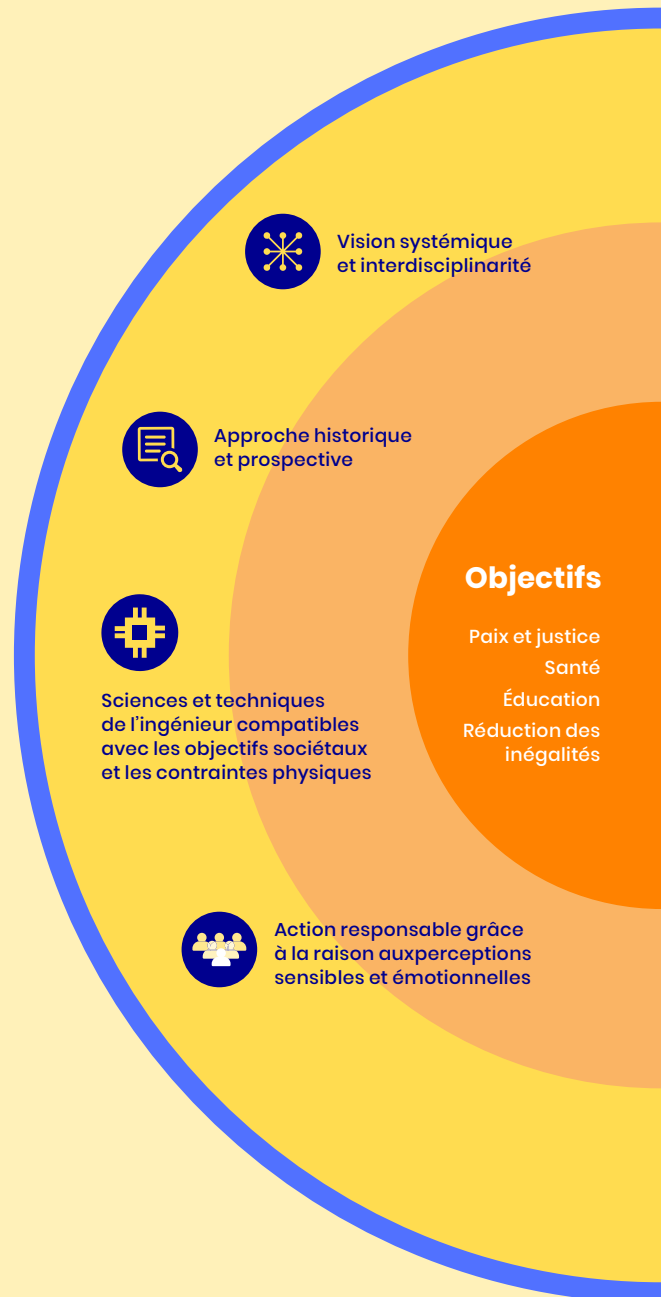 Vision systémique
et interdisciplinarité
Approche historique
et prospective
Sciences et techniques
de l'ingénieur compatibles
avec les objectifs sociétaux
et les contraintes physiques
Action responsable grâce
à la raison auxperceptions
sensibles et émotionnelles
Objectifs
Paix et justice
Santé
Éducation
Réduction des
inégalités